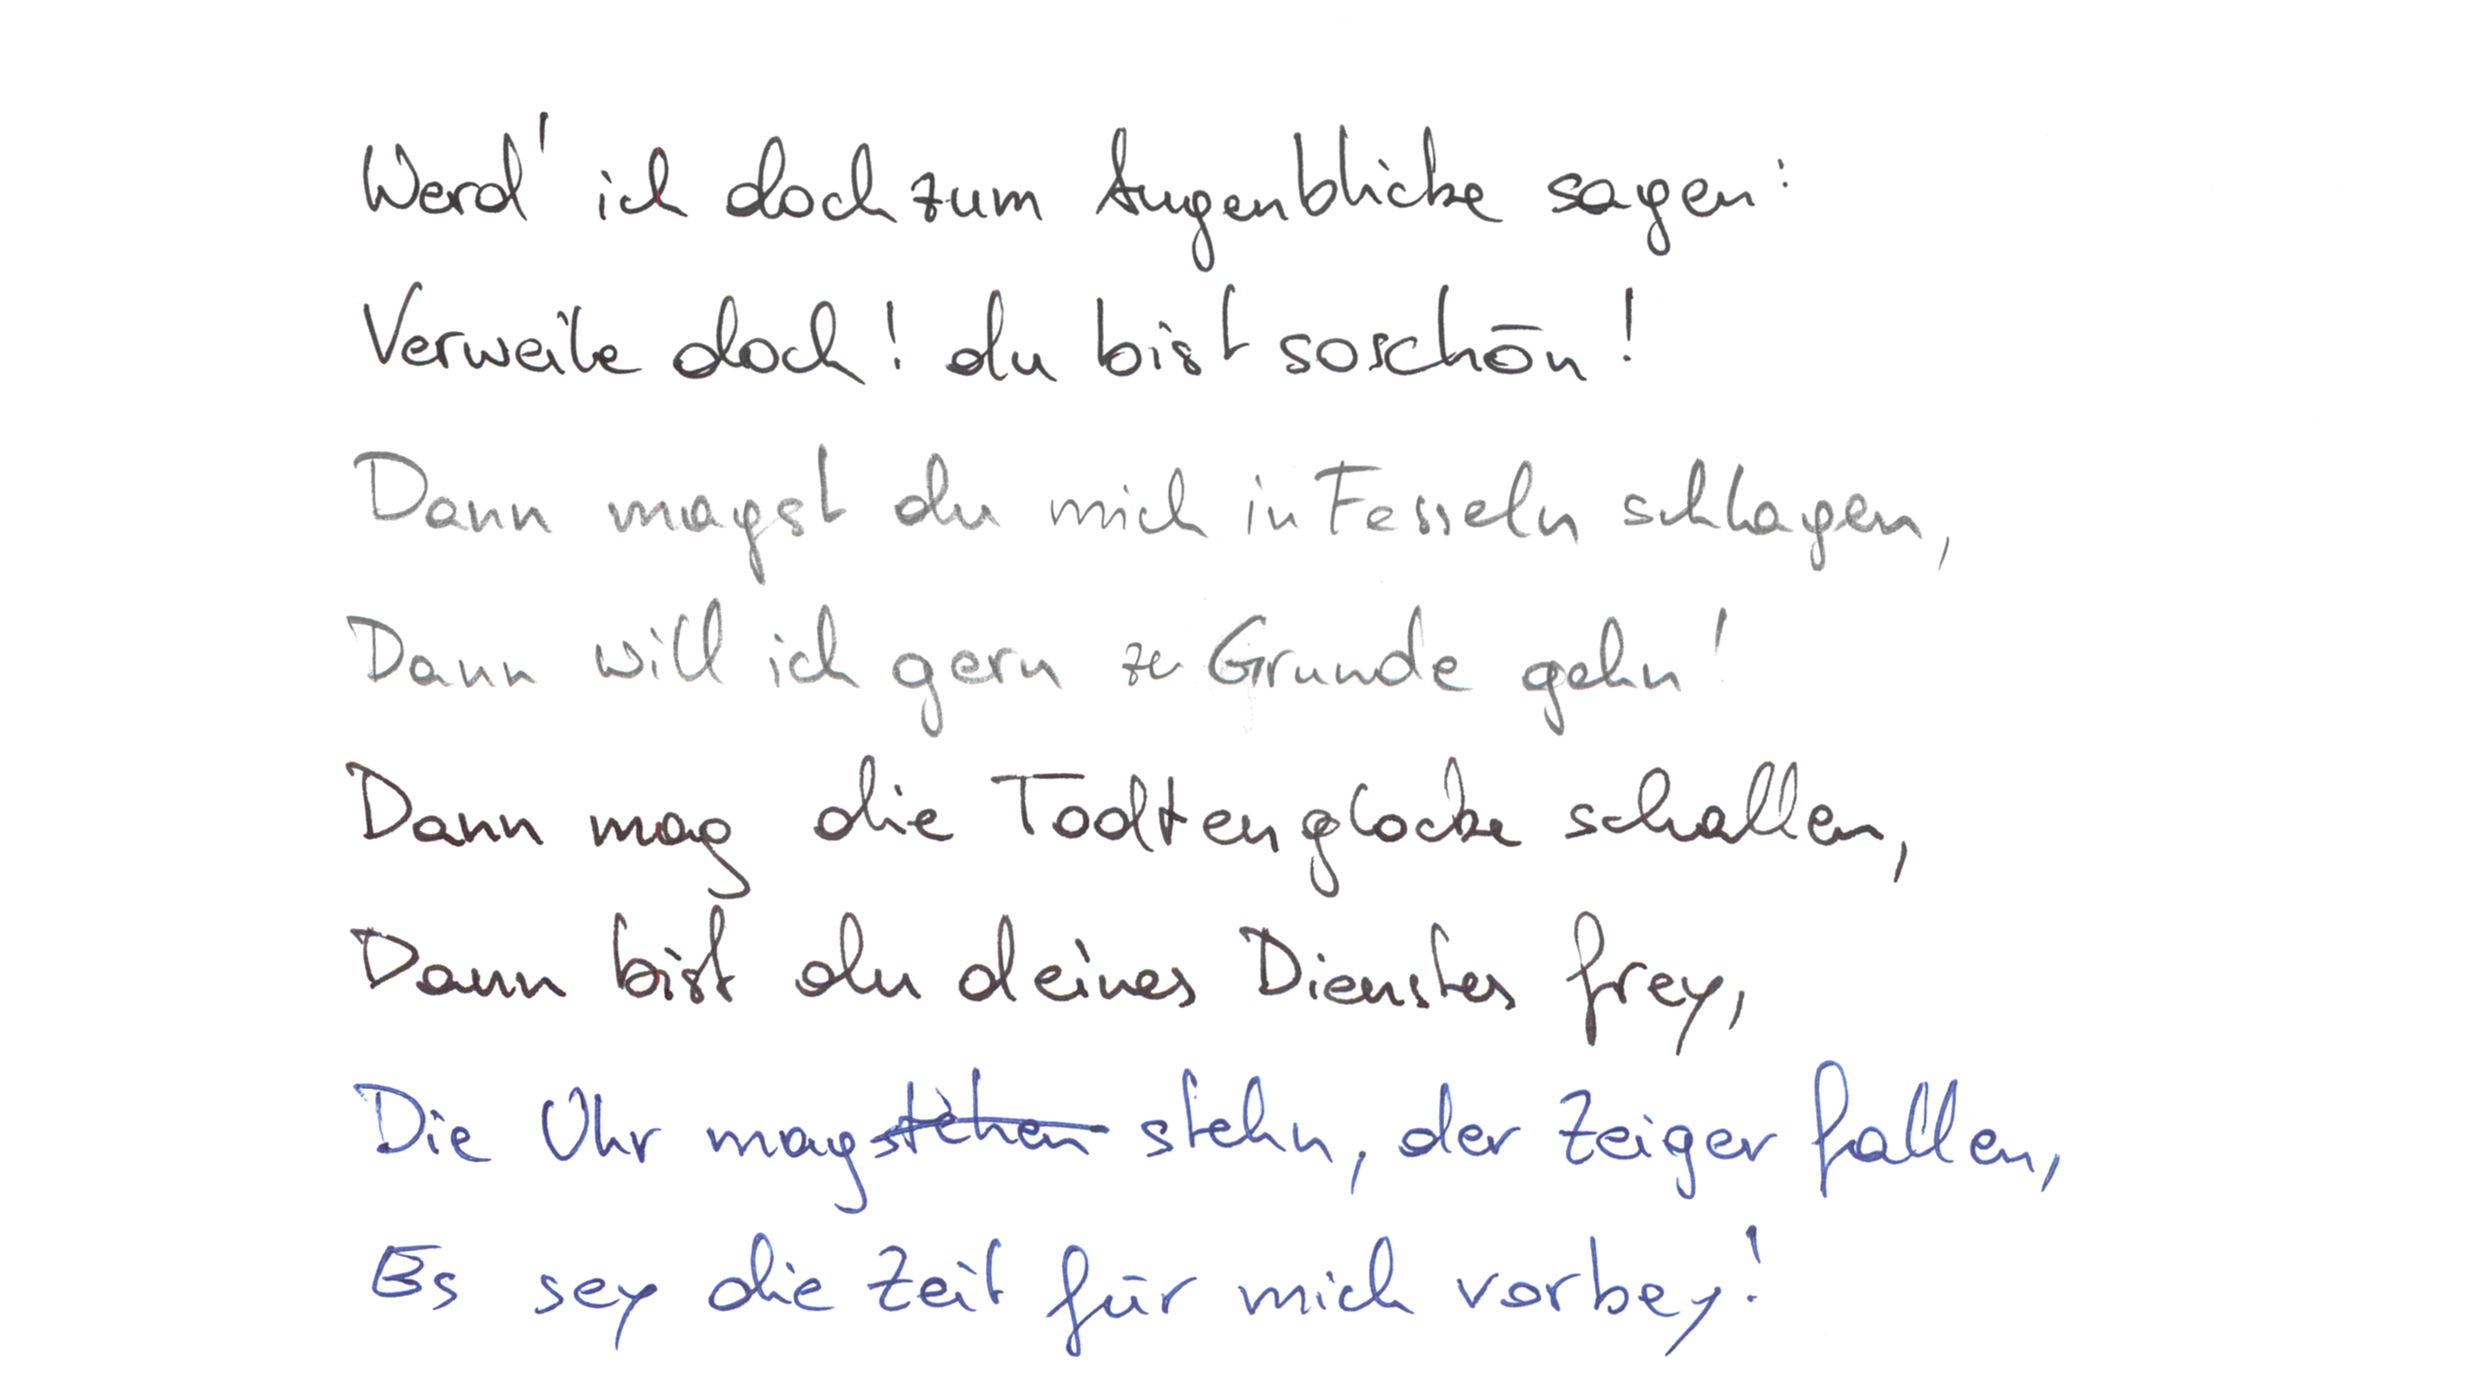 Werd' ich doch zum Augenblicke sagen:
Verweile doch! du bist so schön!
Dann magst du mich in Fesseln schlagen,
Dann will ich gern zu Grunde gehn!
Dann mag die Todtenglocke schallen,
Dann bist du deines Dienstes frey,
Die Uhr mag stehen stehn, der Zeiger fallen,
Es sey die Zeit für mich vorbey!